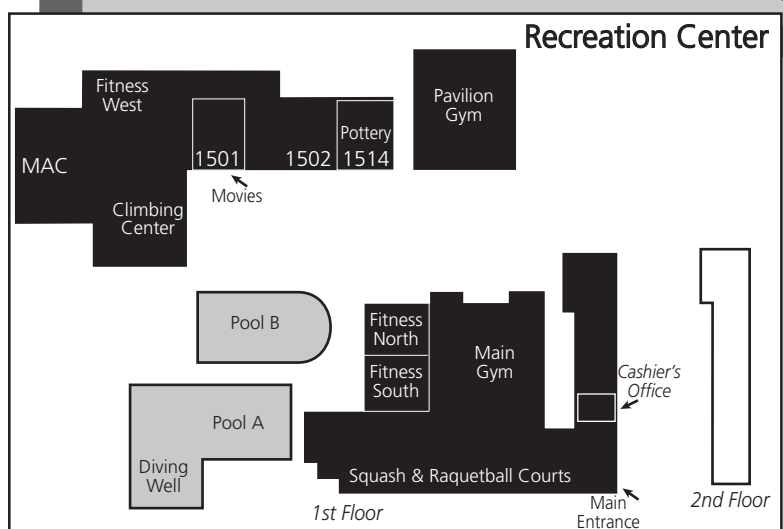 Recreation Center
Fitness
West
Pavilion
Gym
Pottery
MAC
1501
1502
1514
Movies
Climbing
Center
Pool B
Fitness
North
Main
Gym
Fitness
South
Cashier's
Office
Pool A
Diving
Well
Squash & Raquetball Courts
1st Floor
Main
Entrance
2nd Floor